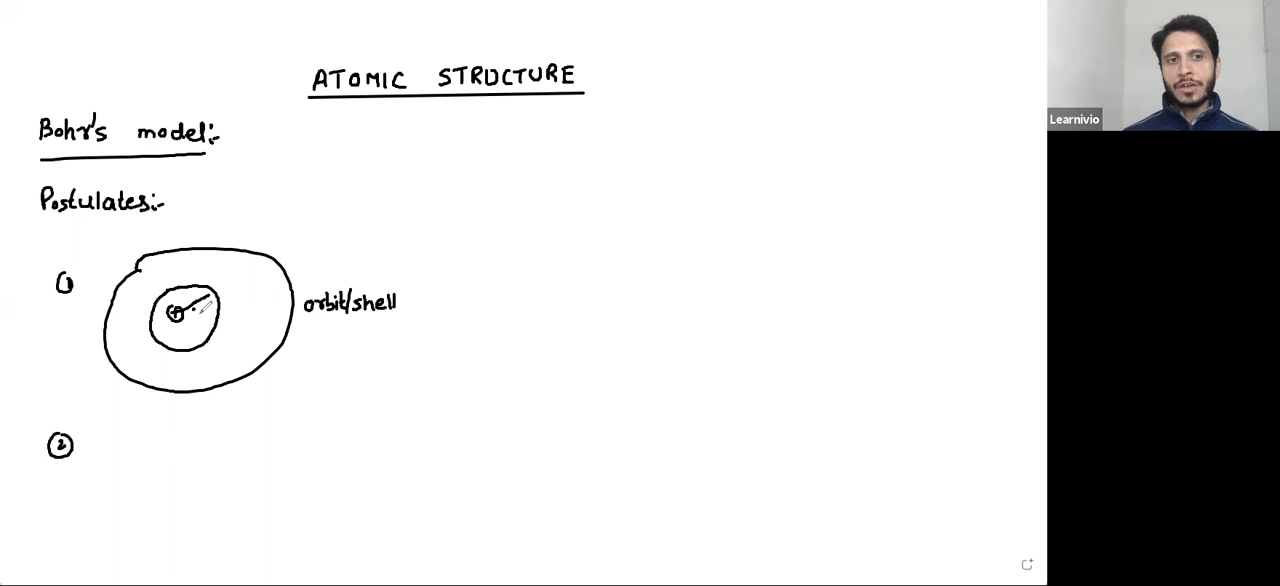 ATOMIC STRUCTURE
Bohr's model:-
Postulates:-
1
+
orbit/shell
2
Learnivio